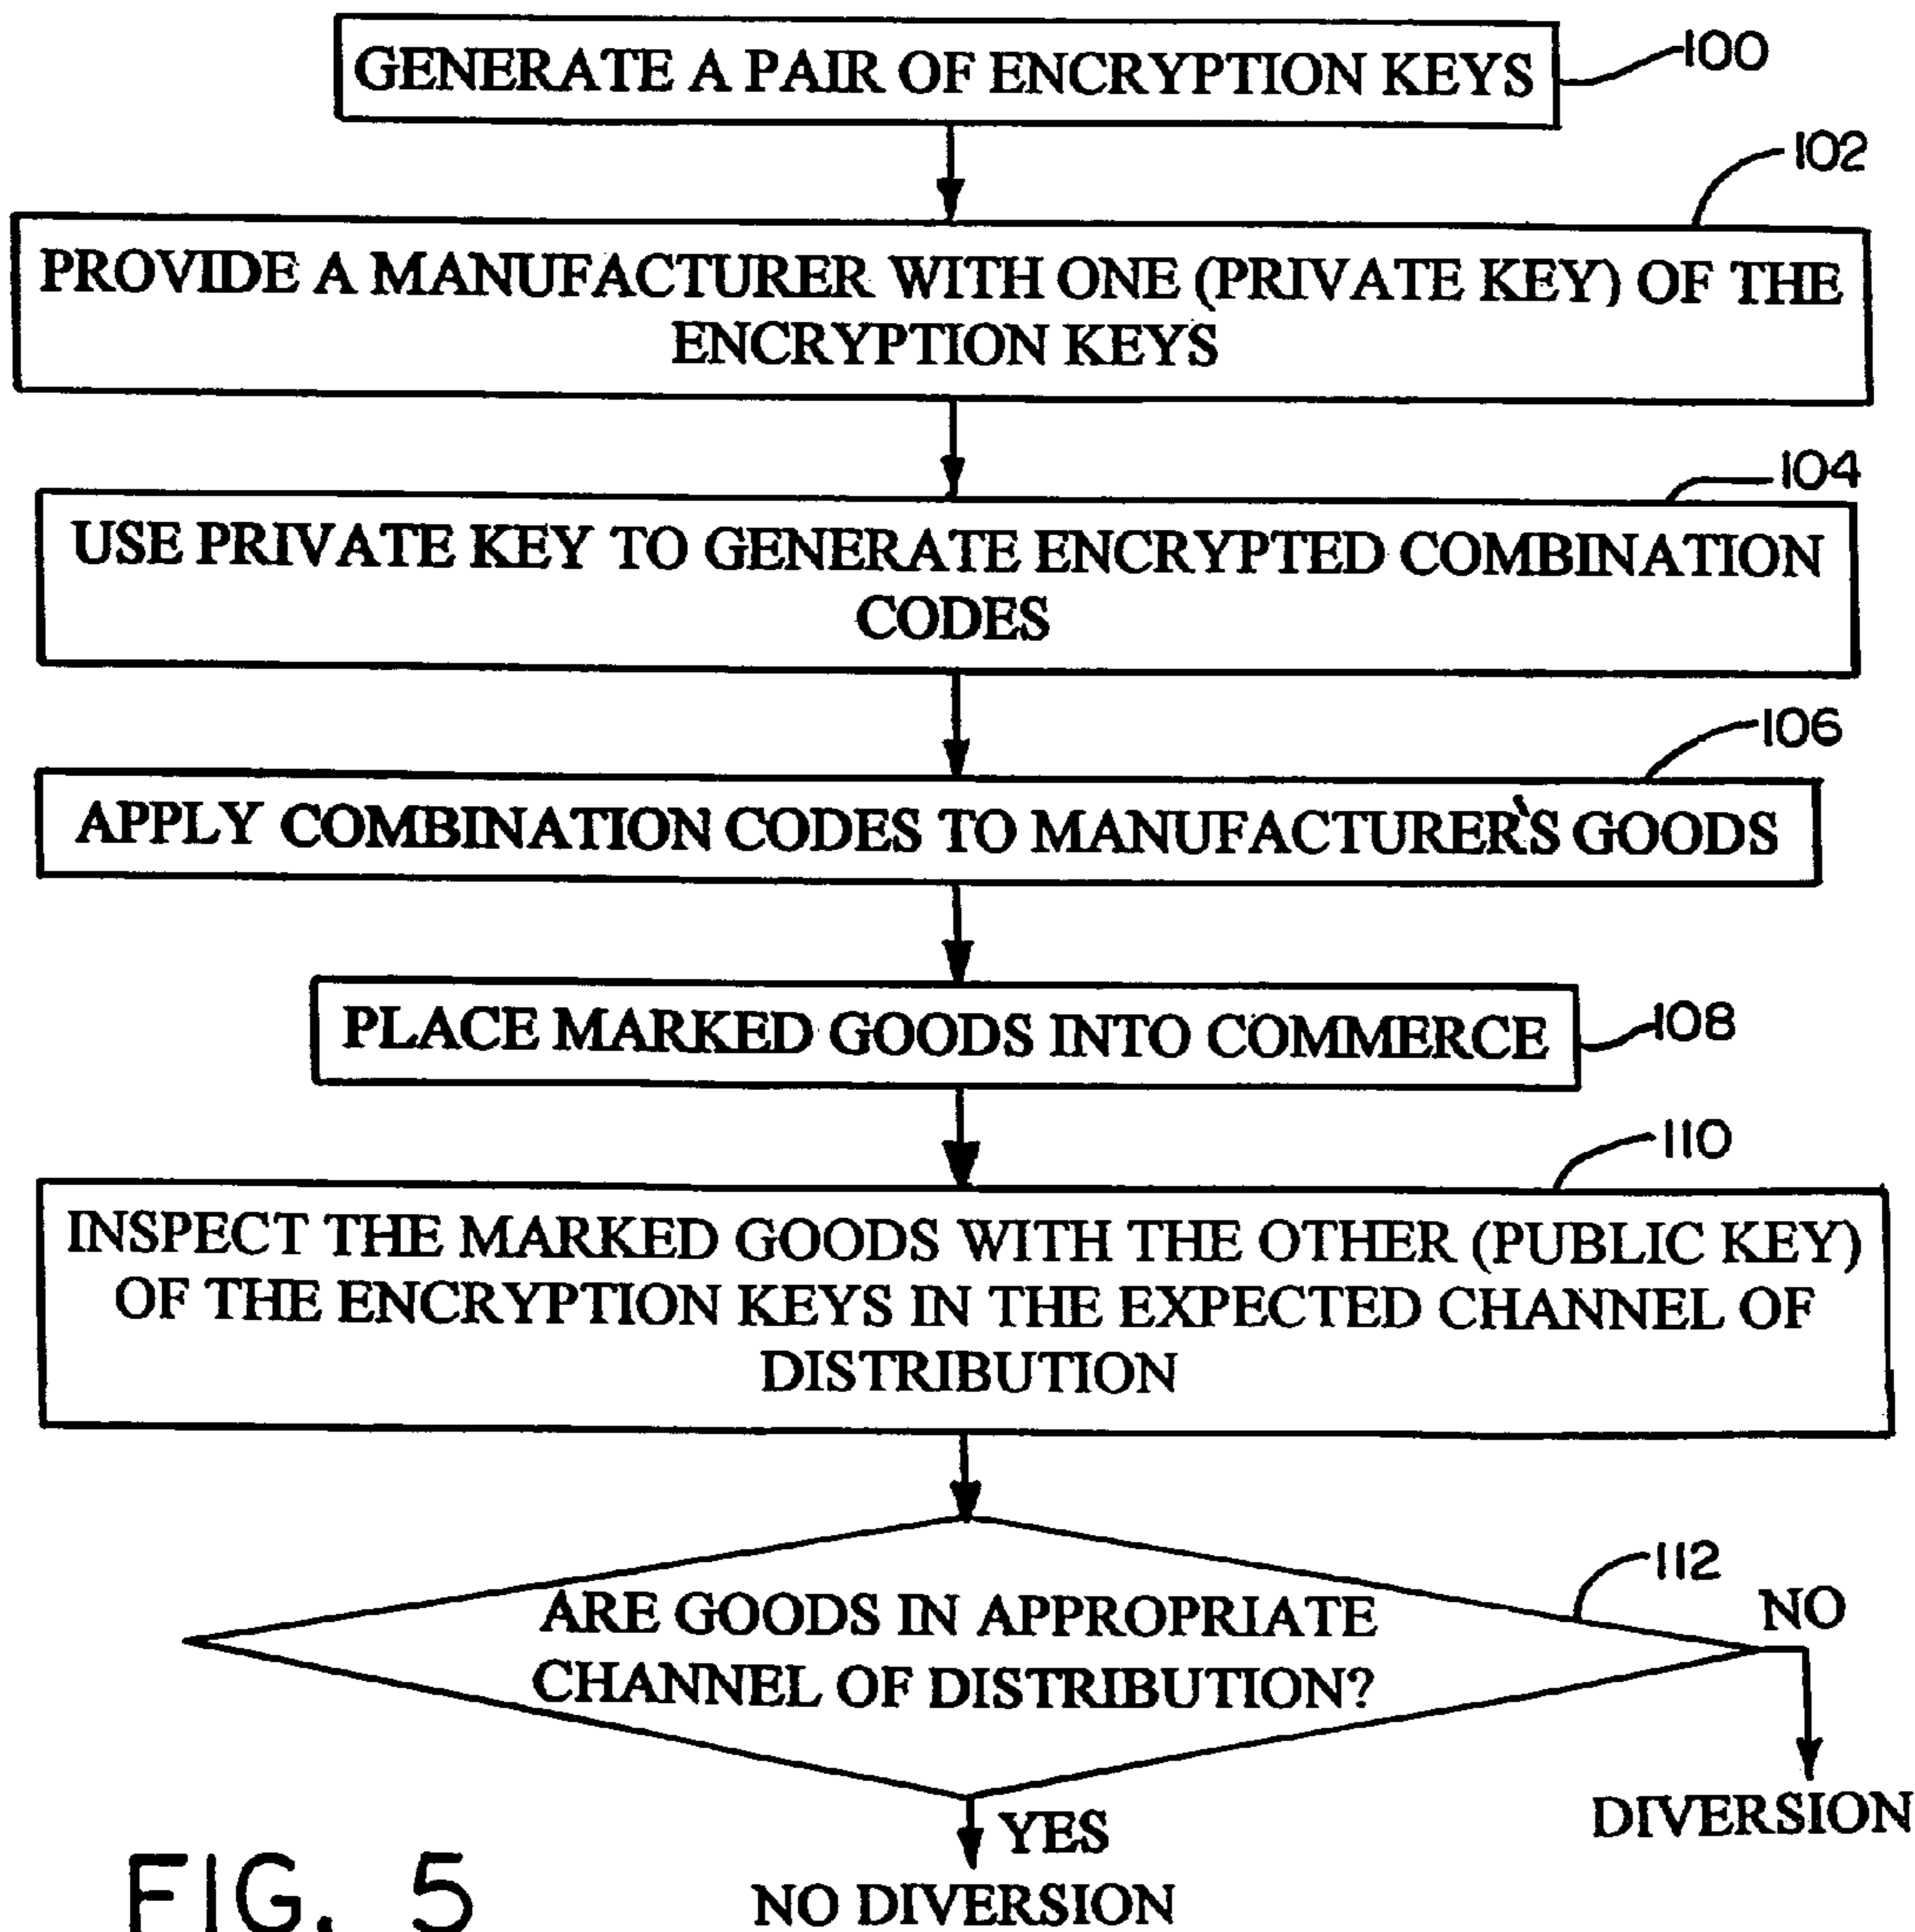 GENERATE A PAIR OF ENCRYPTION KEYS
100
102
PROVIDE A MANUFACTURER WITH ONE (PRIVATE KEY) OF THE
ENCRYPTION KEYS
104
USE PRIVATE KEY TO GENERATE ENCRYPTED COMBINATION
CODES
106
APPLY COMBINATION CODES TO MANUFACTURER'S GOODS
PLACE MARKED GOODS INTO COMMERCE
108
110
INSPECT THE MARKED GOODS WITH THE OTHER (PUBLIC KEY)
OF THE ENCRYPTION KEYS IN THE EXPECTED CHANNEL OF
DISTRIBUTION
112
ARE GOODS IN APPROPRIATE
CHANNEL OF DISTRIBUTION?
NO
DIVERSION
YES
NO DIVERSION
FIG. 5